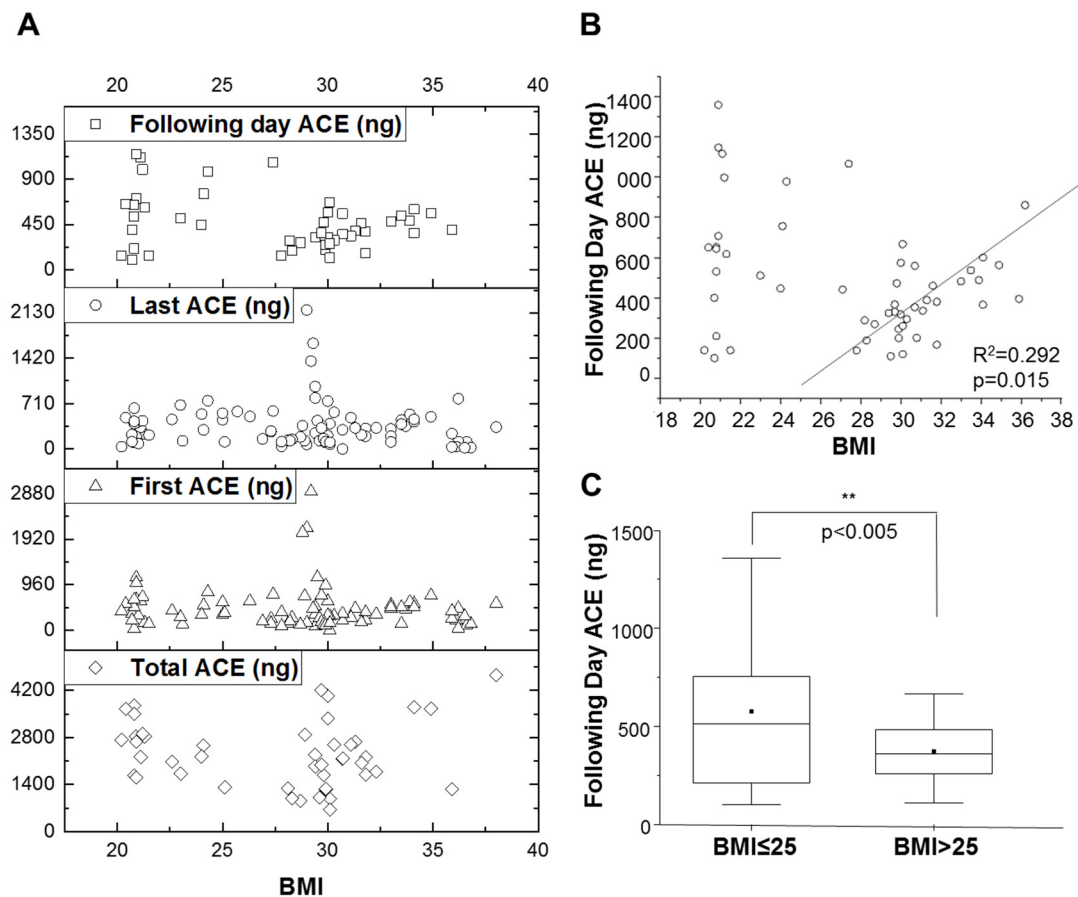 A
20 25 30 35 40
Following day ACE (ng)
1350
900
450
0
Last ACE (ng)
2130
1420
710
0
First ACE (ng)
2880
1920
960
0
Total ACE (ng)
4200
2800
1400
0
20 25 30 35 40
BMI
B
Following Day ACE (ng)
1400
1200
000
800
600
400
200
0
R²=0.292
p=0.015
18 20 22 24 26 28 30 32 34 36 38
BMI
C
Following Day ACE (ng)
1500
1000
500
0
**
p<0.005
BMI≤25 BMI>25